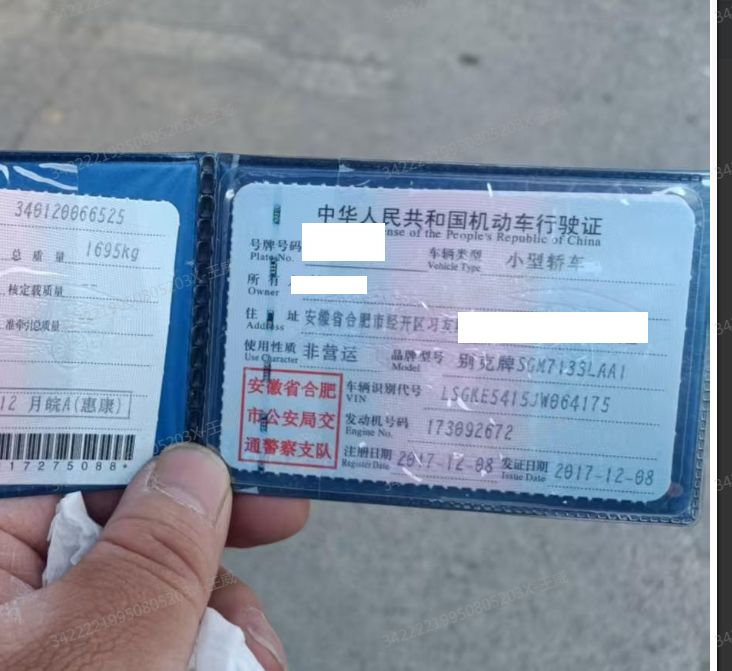 340120066525
总质量 1695kg
核定载质量
准牵引总质量
12 月皖A(惠康)
17275088*
中华人民共和国机动车行驶证
ense of the People's Republic of China
号牌号码
Plate No.
车辆类型 小型轿车
Vehicle Type
所有
Owner
住址 安徽省合肥市经开区习友
Address
使用性质 非营运 品牌型号 别克牌SGM7133LAA1
Use Character Model
安徽省合肥
市公安局交
通警察支队
车辆识别代号 LSGKE5415JW064175
VIN
发动机号码 173092672
Engine No.
注册日期 2017-12-08 发证日期 2017-12-08
Register Date Issue Date
34222219950805203X-王威